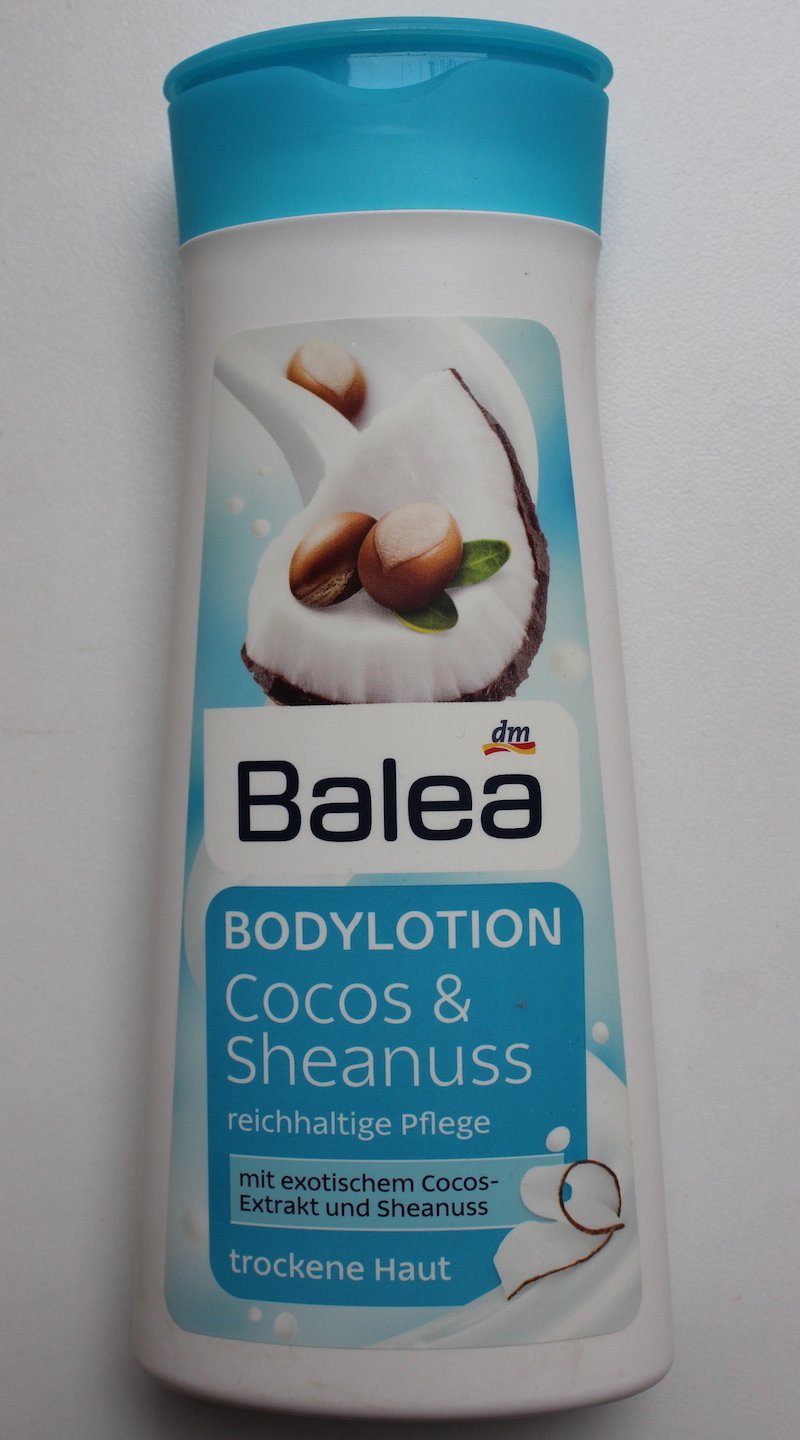 dm
Balea
BODYLOTION
Cocos &
Sheanuss
reichhaltige Pflege
mit exotischem Cocos-
Extrakt und Sheanuss
trockene Haut